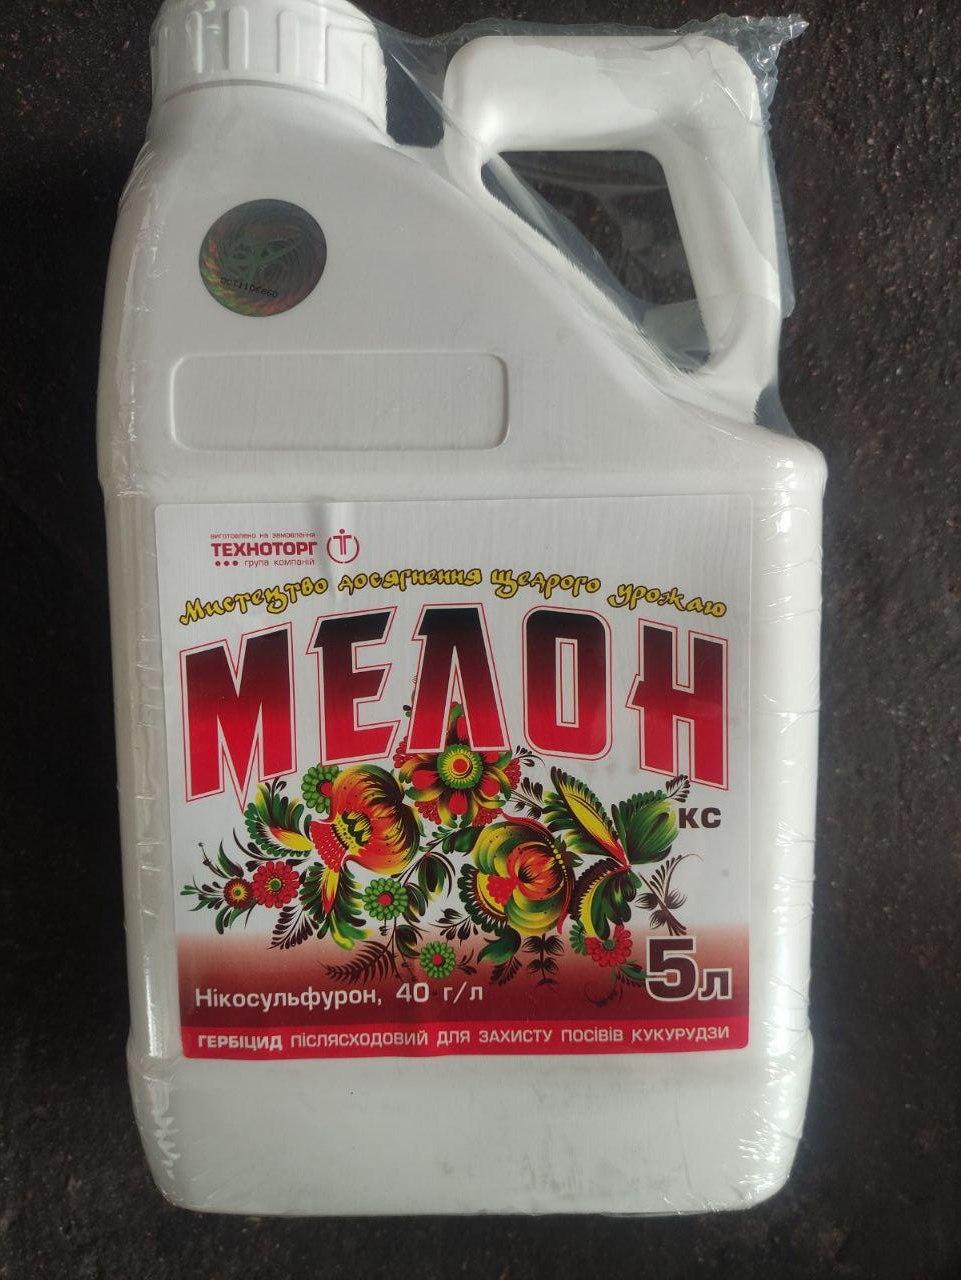 виготовлено на замовлення
ТЕХНОТОРГ
група компаній
Мистецтво досягнення щедрого урожаю
МЕЛОН
КС
5л
Нікосульфурон, 40 г/л
ГЕРБІЦИД ПІСЛЯСХОДОВИЙ ДЛЯ ЗАХИСТУ ПОСІВІВ КУКУРУДЗИ